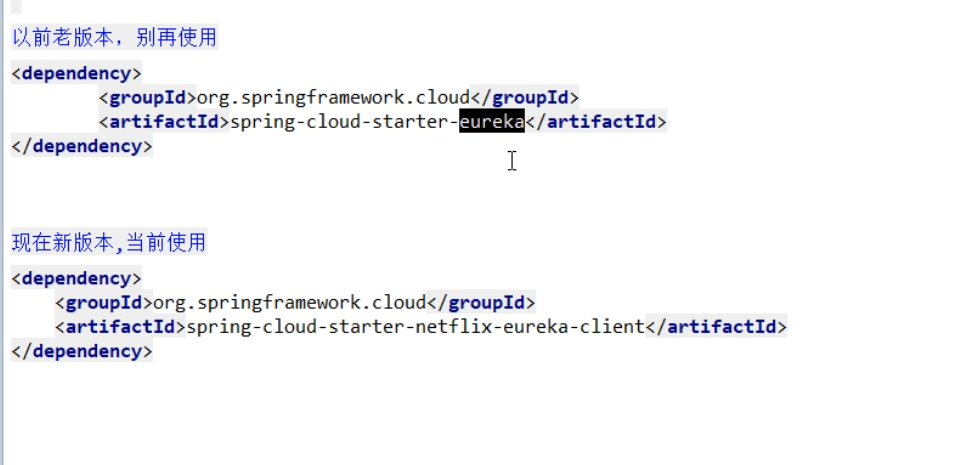 以前老版本，别再使用
<dependency>
<groupId>org.springframework.cloud</groupId>
<artifactId>spring-cloud-starter-eureka</artifactId>
</dependency>
现在新版本,当前使用
<dependency>
<groupId>org.springframework.cloud</groupId>
<artifactId>spring-cloud-starter-netflix-eureka-client</artifactId>
</dependency>